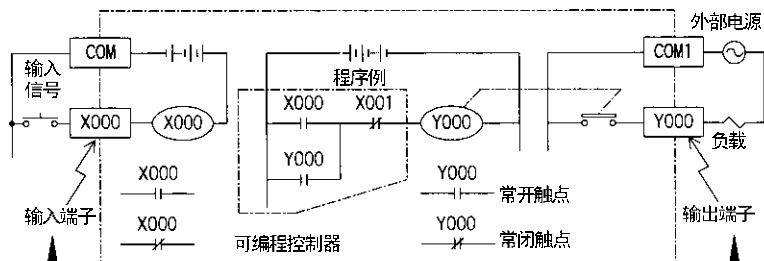 外部电源
COM
COM1
输入
信号
程序例
X000
X001
X000
X000
Y000
Y000
Y000
负载
X000
Y000
常开触点
输入端子
输出端子
X000
Y000
常闭触点
可编程控制器